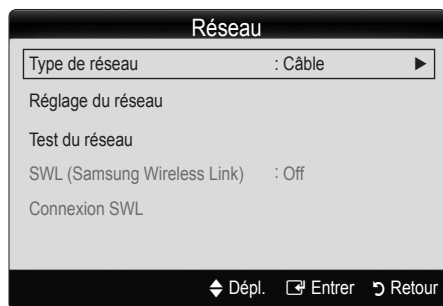 Réseau
Type de réseau : Câble ►
Réglage du réseau
Test du réseau
SWL (Samsung Wireless Link) : Off
Connexion SWL
Dépl. Entrer Retour